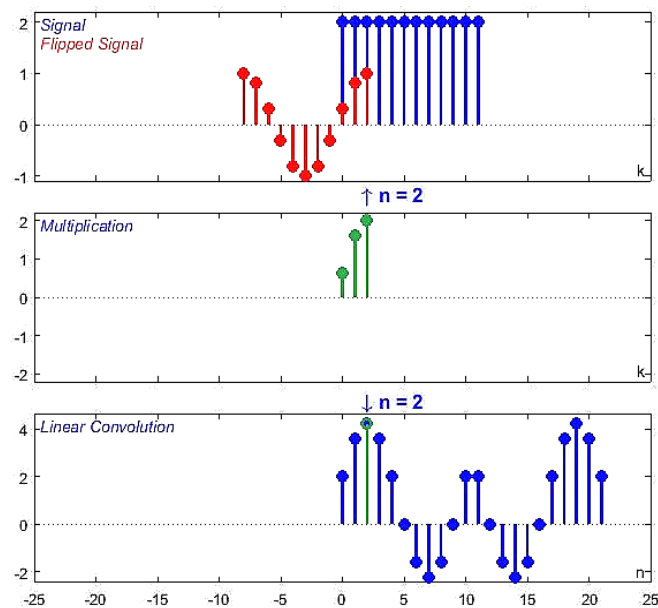 2
Signal
Flipped Signal
1
0
-1
k
↑ n = 2
2
Multiplication
1
0
-1
-2
k
↓ n = 2
4
Linear Convolution
2
0
-2
n
-25 -20 -15 -10 -5 0 5 10 15 20 25